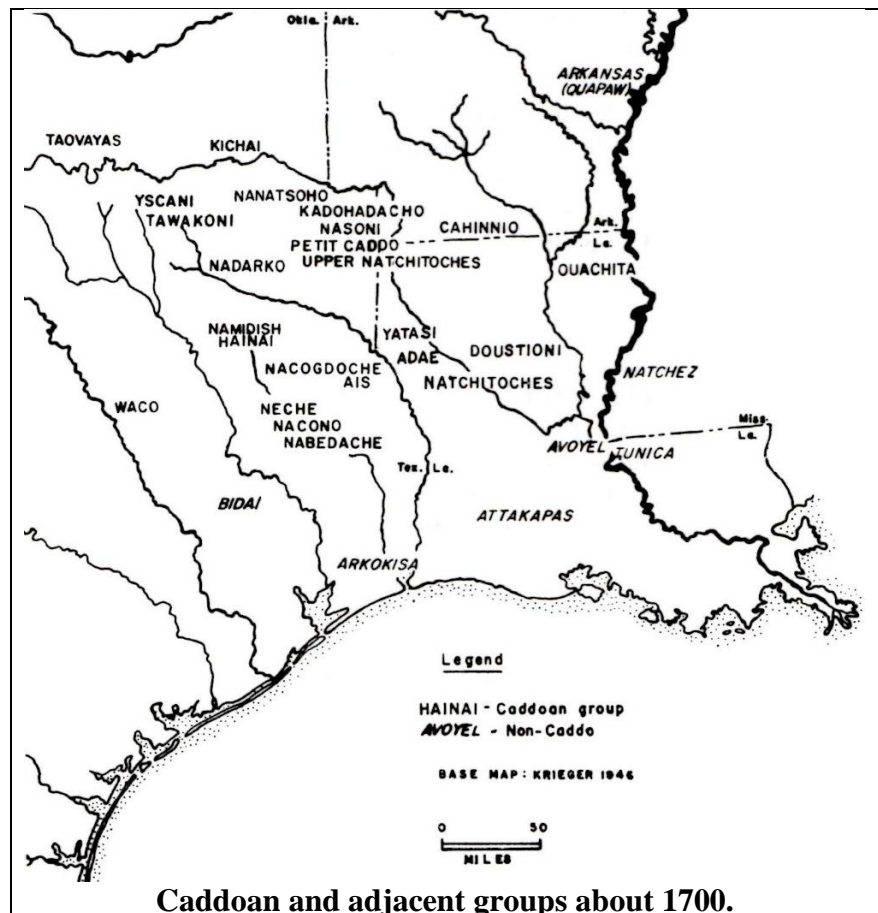 Okla. Ark.
ARKANSAS
(QUAPAW)
TAOVAYAS
KICHAI
YSCANI
TAWAKONI
NANATSOHO
KADOHADACHO
NASONI
PETIT CADDO
UPPER NATCHITOCHES
CAHINNIO
Ark.
La.
OUACHITA
NADARKO
NAMIDISH
HAINAI
YATASI
ADAE
DOUSTIONI
NACOGDOCHE
AIS
NATCHITOCHES
NATCHEZ
WACO
NECHE
NACONO
NABEDACHE
Miss.
La.
AVOYEL
TUNICA
Tex. La.
BIDAI
ATTAKAPAS
ARKOKISA
Legend
HAINAI - Caddoan group
AVOYEL - Non-Caddo
BASE MAP: KRIEGER 1946
0 50
MILES
Caddoan and adjacent groups about 1700.